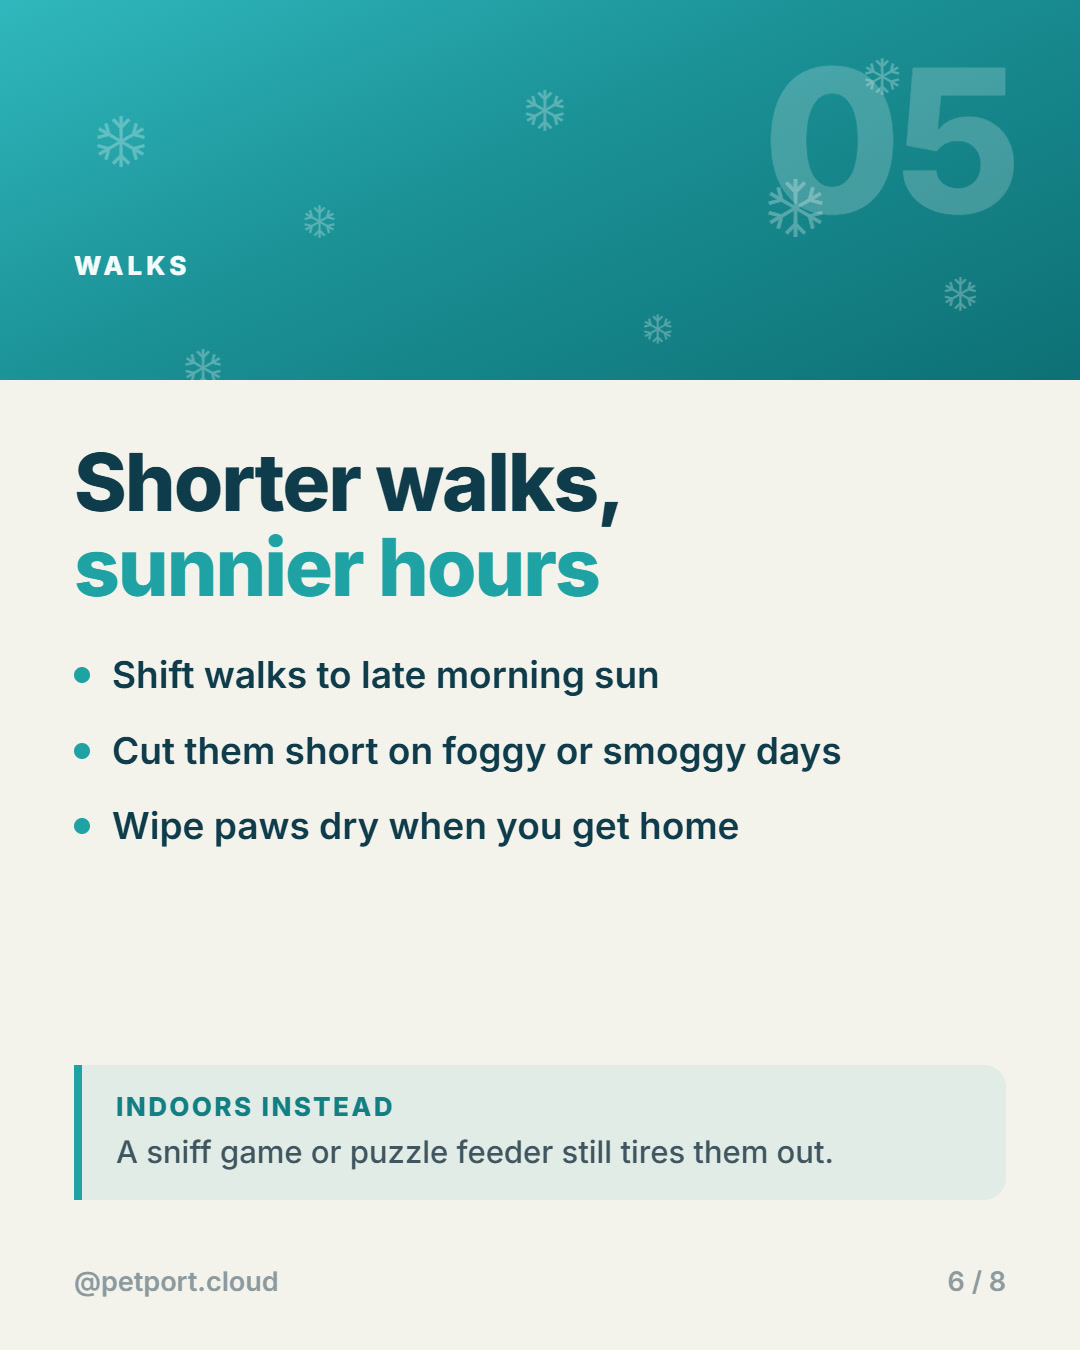 05
WALKS
Shorter walks,
sunnier hours
Shift walks to late morning sun
Cut them short on foggy or smoggy days
Wipe paws dry when you get home
INDOORS INSTEAD
A sniff game or puzzle feeder still tires them out.
@petport.cloud
6 / 8